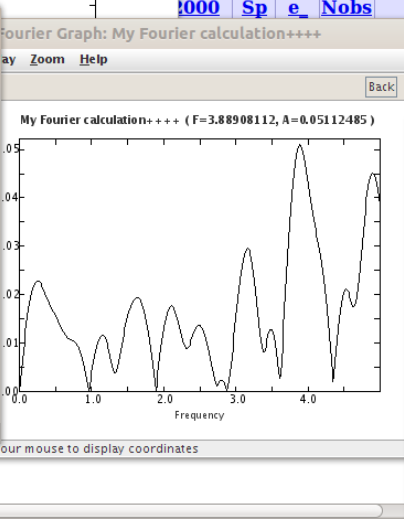 2000 Sp e_ Nobs
Fourier Graph: My Fourier calculation++++
ay Zoom Help
Back
My Fourier calculation++++ ( F=3.88908112, A=0.05112485 )
.05
.04
.03
.02
.01
.00
0.0 1.0 2.0 3.0 4.0
Frequency
our mouse to display coordinates